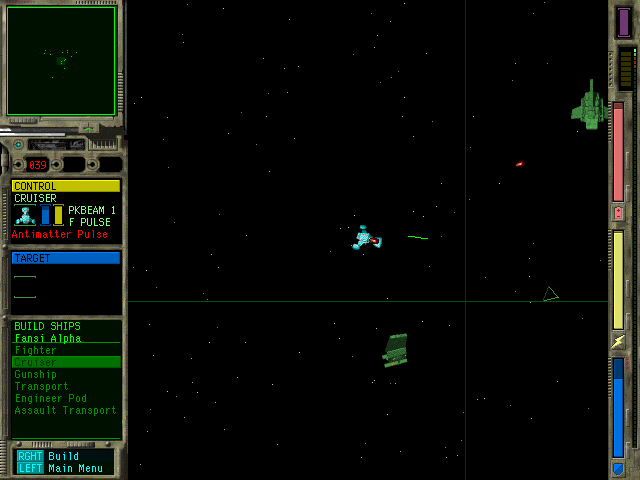 039
CONTROL
CRUISER
PKBEAM 1
F PULSE
Antimatter Pulse
TARGET
BUILD SHIPS
Fansi Alpha
Fighter
Cruiser
Gunship
Transport
Engineer Pod
Assault Transport
RGHT Build
LEFT Main Menu